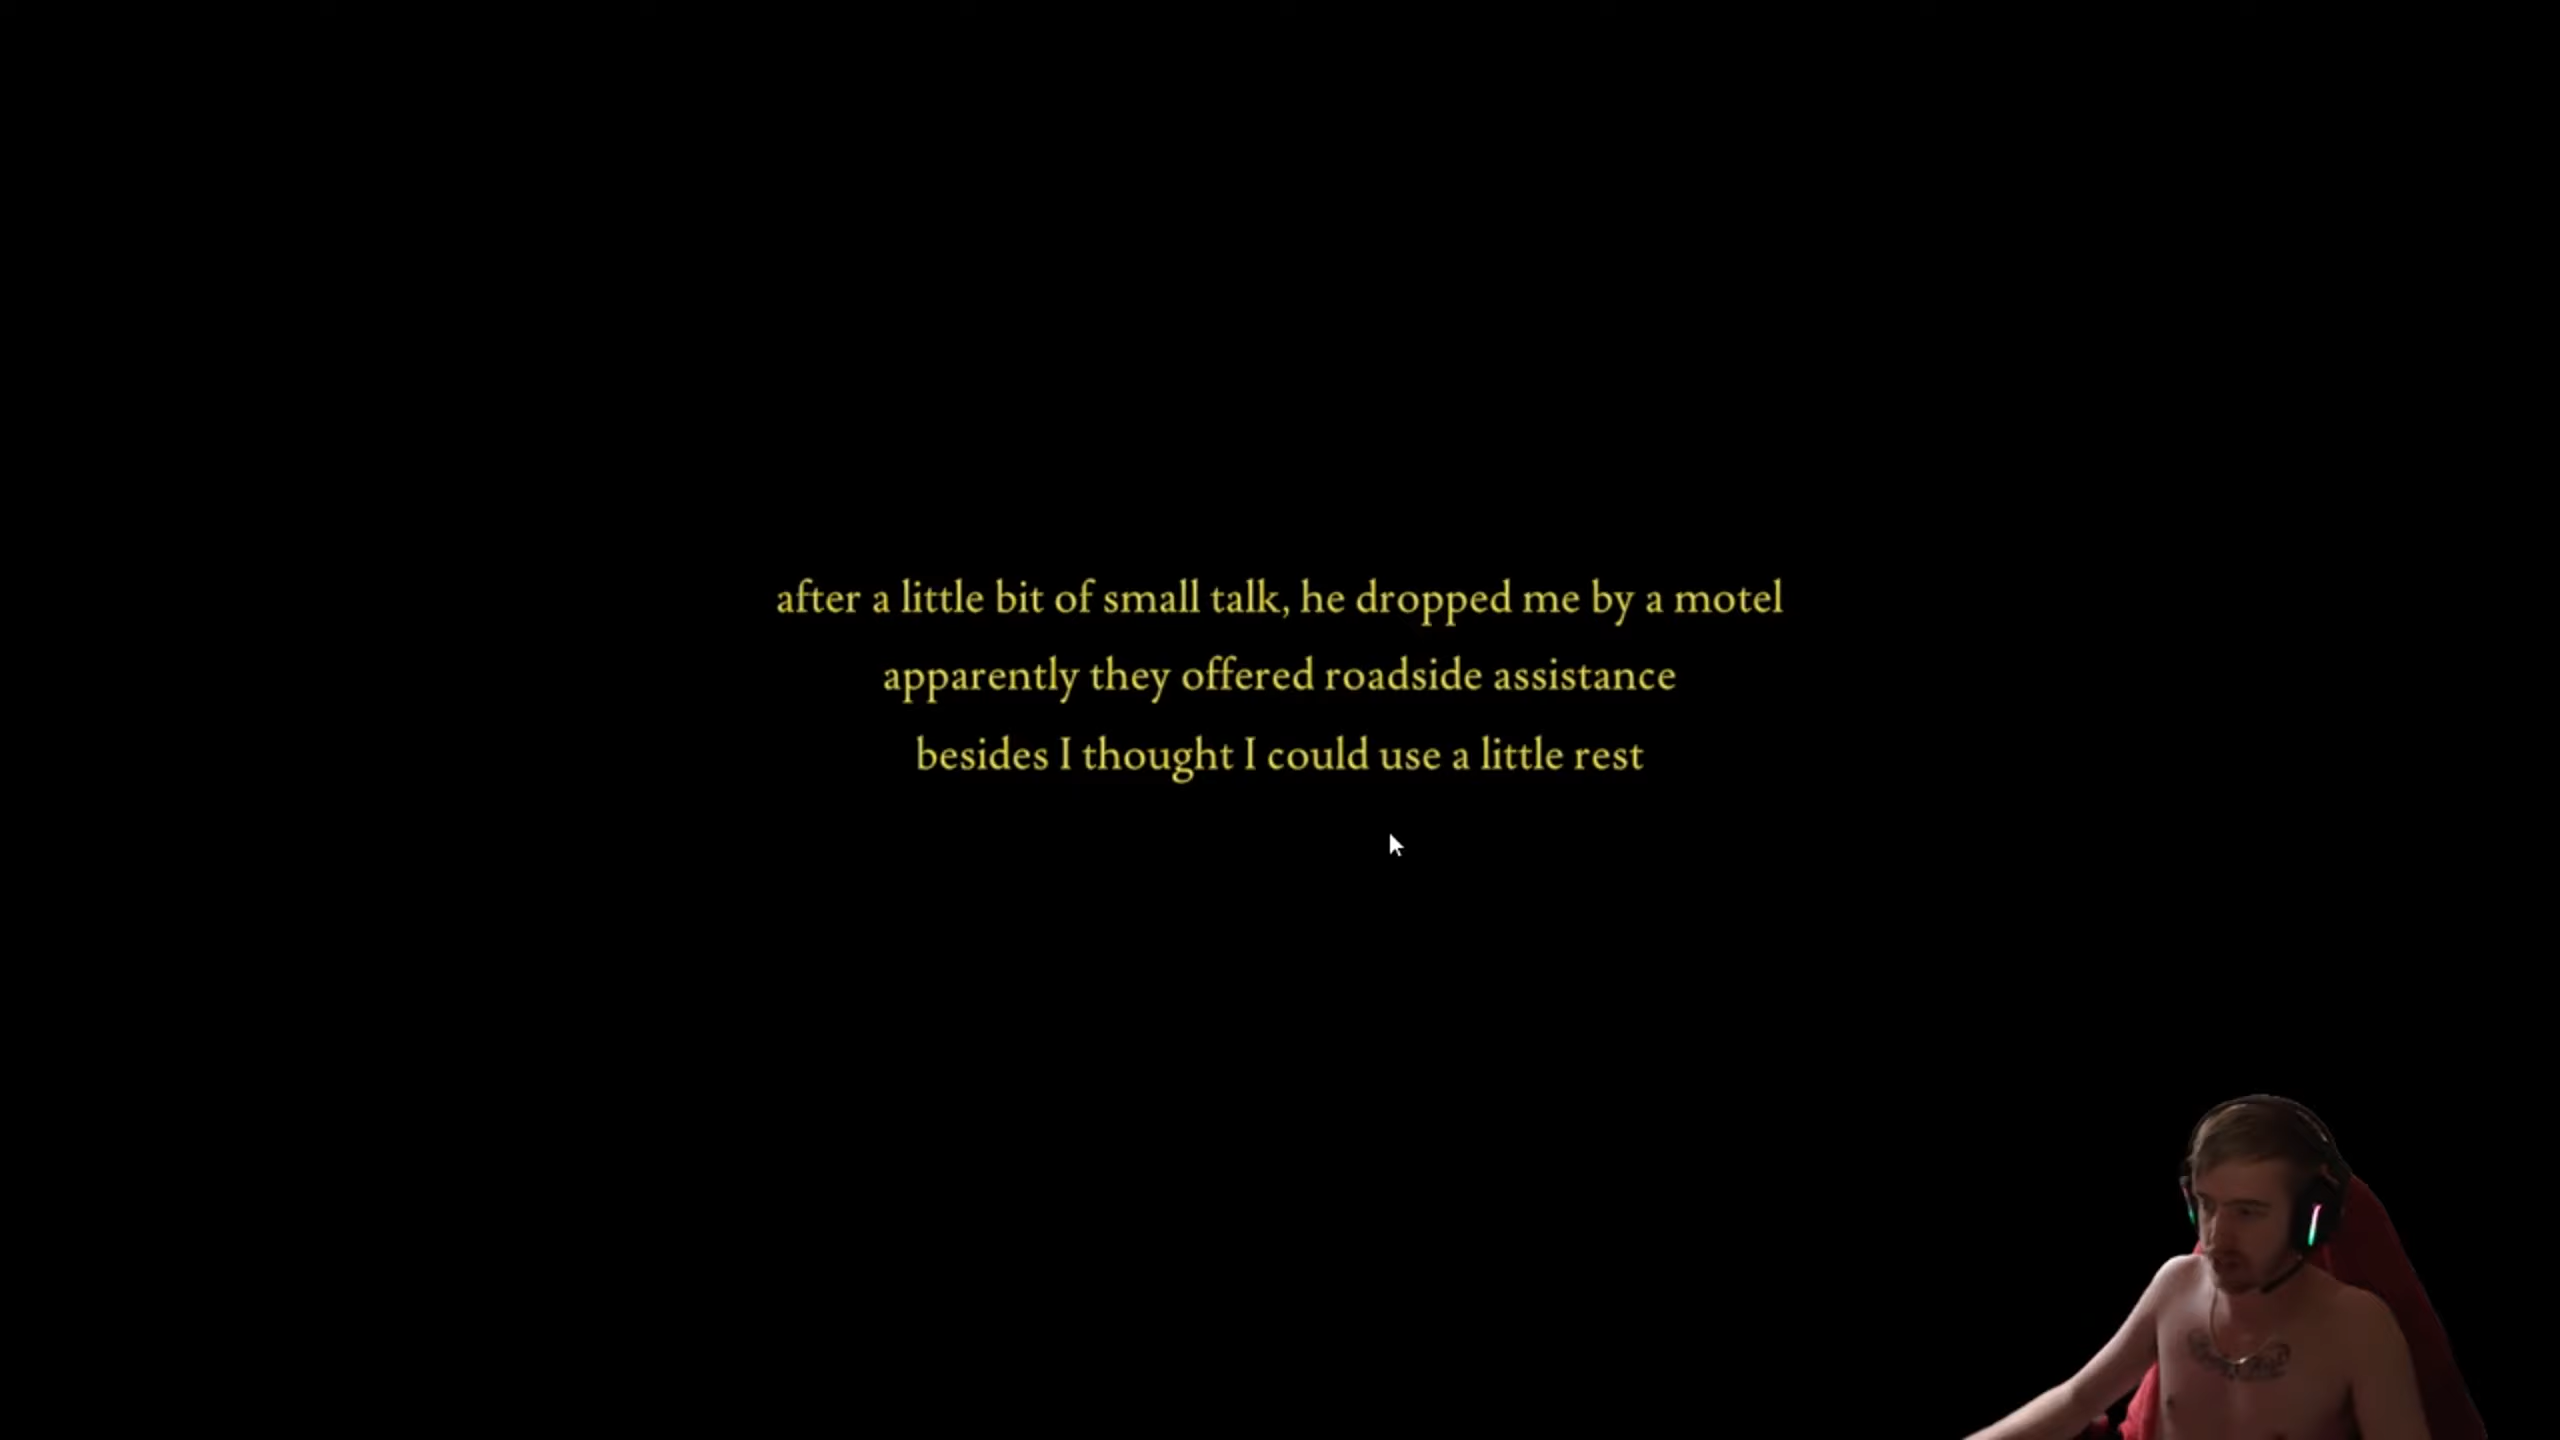 after a little bit of small talk, he dropped me by a motel
apparently they offered roadside assistance
besides I thought I could use a little rest